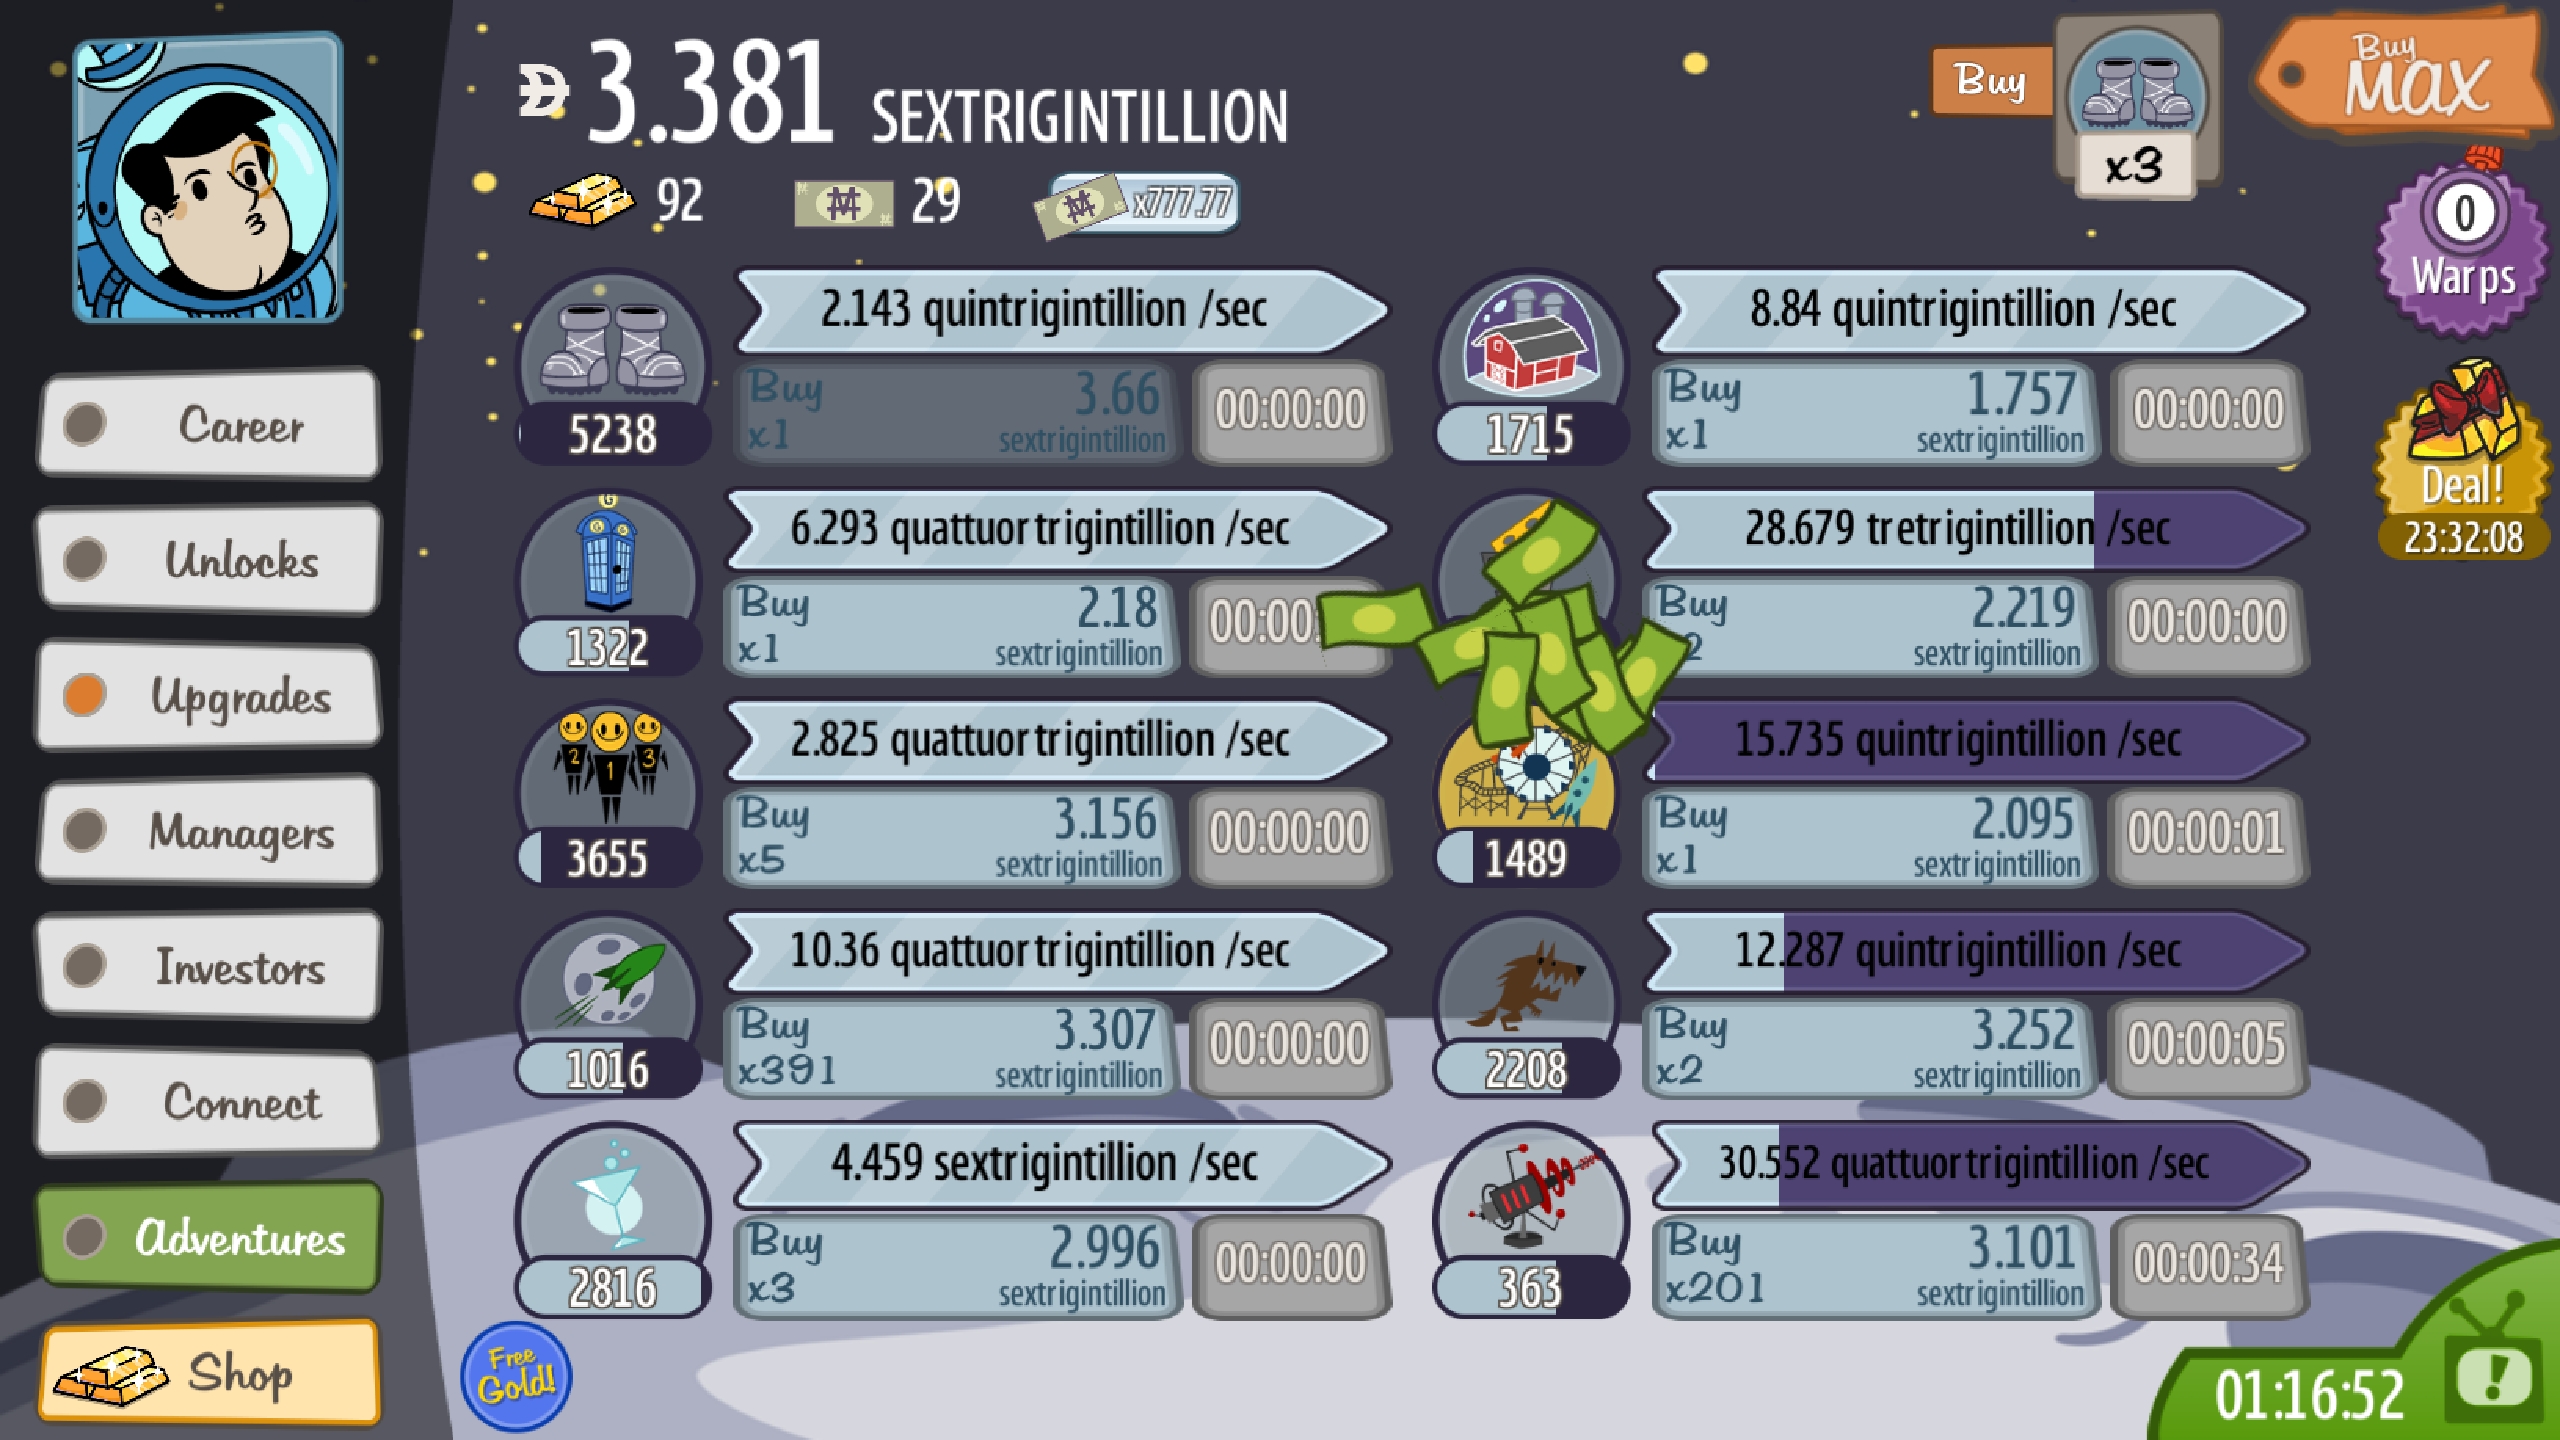 3.381 SEXTRIGINTILLION
Buy
x3
Buy
MAX
92
29
x777.77
0
Warps
Deal!
23:32:08
Career
Unlocks
Upgrades
Managers
Investors
Connect
Adventures
Shop
2.143 quintrigintillion /sec
5238
Buy
x1
3.66
sextrigintillion
00:00:00
8.84 quintrigintillion /sec
1715
Buy
x1
1.757
sextrigintillion
00:00:00
6.293 quattuortrigintillion /sec
1322
Buy
x1
2.18
sextrigintillion
00:00:
28.679 tretrigintillion /sec
Buy
2
2.219
sextrigintillion
00:00:00
2.825 quattuortrigintillion /sec
2
1
3
3655
Buy
x5
3.156
sextrigintillion
00:00:00
15.735 quintrigintillion /sec
1489
Buy
x1
2.095
sextrigintillion
00:00:01
10.36 quattuortrigintillion /sec
1016
Buy
x391
3.307
sextrigintillion
00:00:00
12.287 quintrigintillion /sec
2208
Buy
x2
3.252
sextrigintillion
00:00:05
4.459 sextrigintillion /sec
2816
Buy
x3
2.996
sextrigintillion
00:00:00
30.552 quattuortrigintillion /sec
363
Buy
x201
3.101
sextrigintillion
00:00:34
Free
Gold!
01:16:52
!